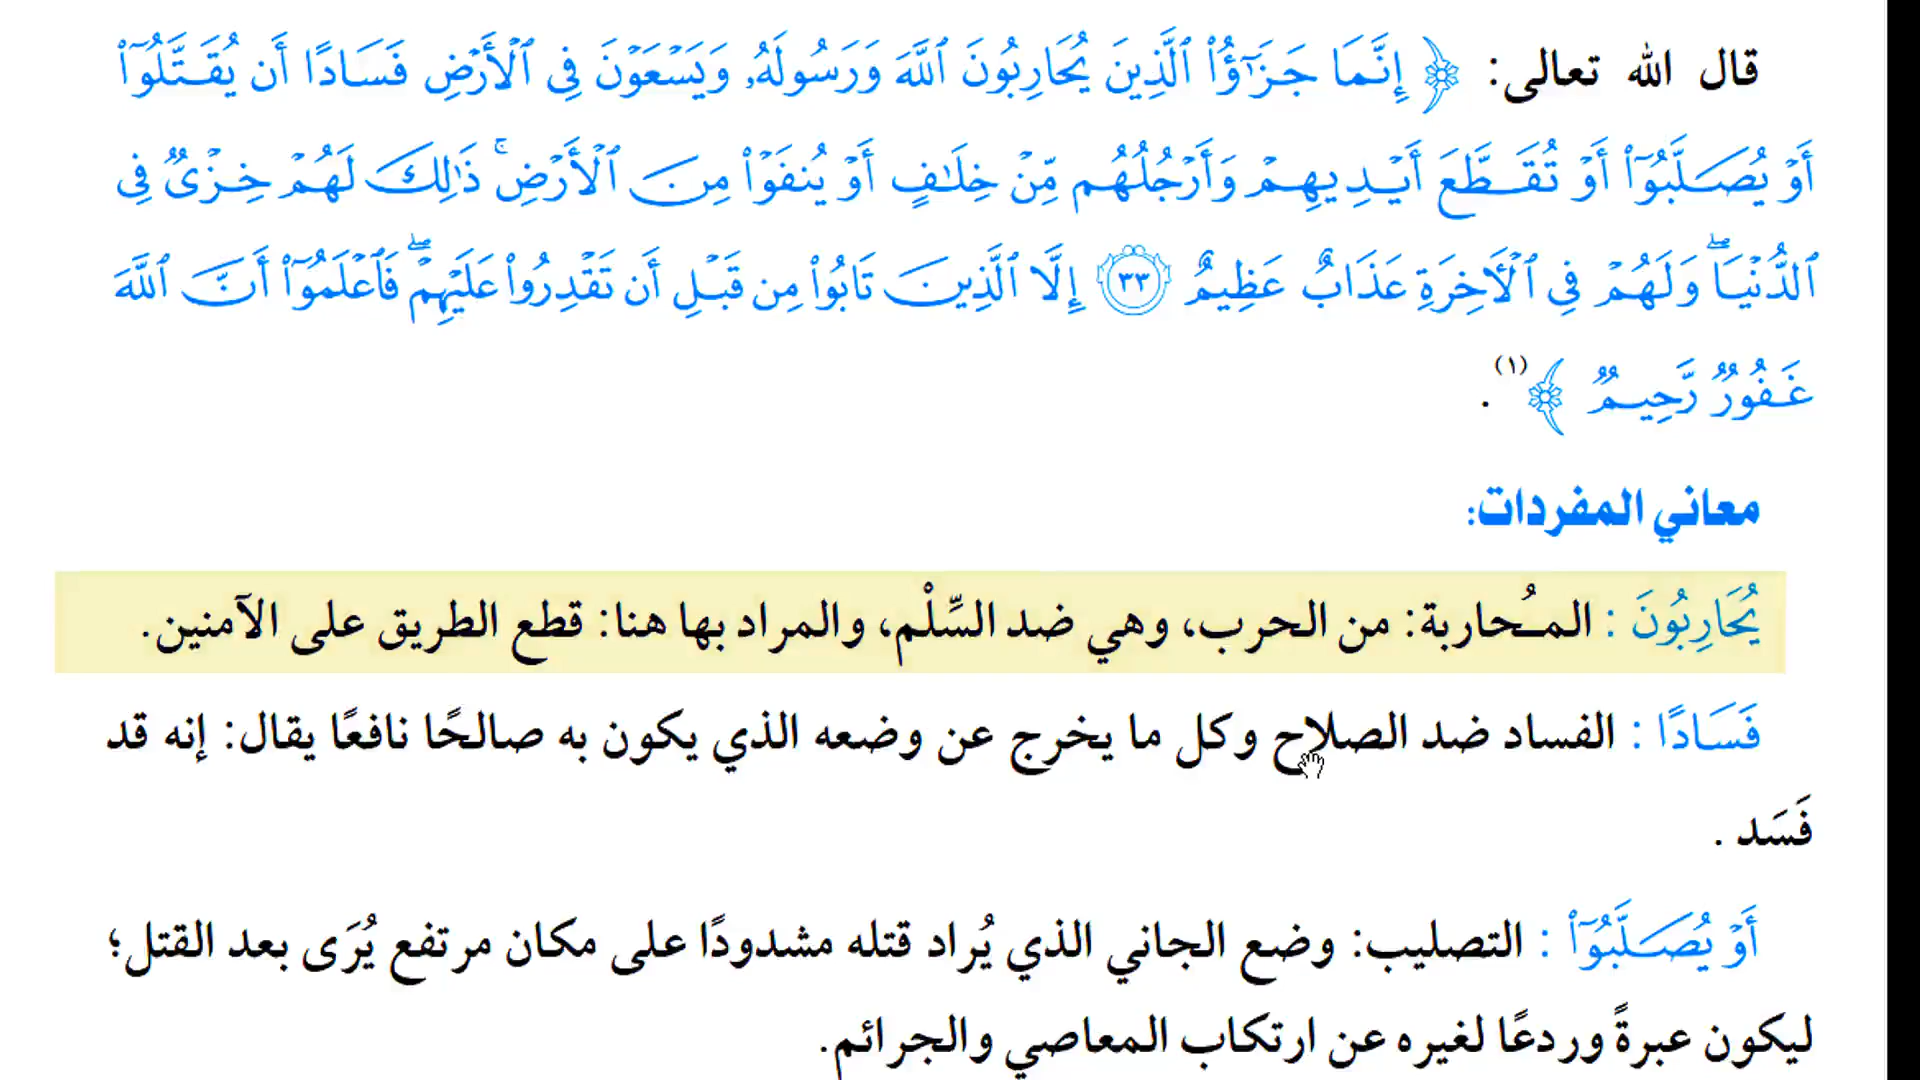 قال الله تعالى: ﴿ إِنَّمَا جَزَٰٓؤُا۟ ٱلَّذِينَ يُحَارِبُونَ ٱللَّهَ وَرَسُولَهُۥ وَيَسْعَوْنَ فِى ٱلْأَرْضِ فَسَادًا أَن يُقَتَّلُوٓا۟
أَوْ يُصَلَّبُوٓا۟ أَوْ تُقَطَّعَ أَيْدِيهِمْ وَأَرْجُلُهُم مِّنْ خِلَٰفٍ أَوْ يُنفَوْا۟ مِنَ ٱلْأَرْضِ ۚ ذَٰلِكَ لَهُمْ خِزْىٌ فِى
ٱلدُّنْيَا ۖ وَلَهُمْ فِى ٱلْءَاخِرَةِ عَذَابٌ عَظِيمٌ ٣٣ إِلَّا ٱلَّذِينَ تَابُوا۟ مِن قَبْلِ أَن تَقْدِرُوا۟ عَلَيْهِمْ ۖ فَٱعْلَمُوٓا۟ أَنَّ ٱللَّهَ
غَفُورٌ رَّحِيمٌ ﴾ (١) .
معاني المفردات:
يُحَارِبُونَ : المـُحاربة: من الحرب، وهي ضد السِّلْم، والمراد بها هنا: قطع الطريق على الآمنين.
فَسَادًا : الفساد ضد الصلاح وكل ما يخرج عن وضعه الذي يكون به صالحًا نافعًا يقال: إنه قد
فَسَد .
أَوْ يُصَلَّبُوٓا۟ : التصليب: وضع الجاني الذي يُراد قتله مشدودًا على مكان مرتفع يُرَى بعد القتل؛
ليكون عبرةً وردعًا لغيره عن ارتكاب المعاصي والجرائم.